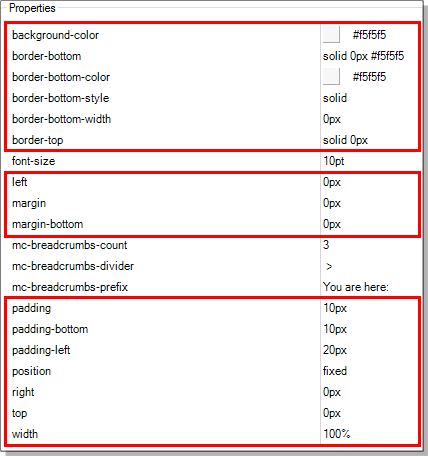 Properties
background-color #f5f5f5
border-bottom solid 0px #f5f5f5
border-bottom-color #f5f5f5
border-bottom-style solid
border-bottom-width 0px
border-top solid 0px
font-size 10pt
left 0px
margin 0px
margin-bottom 0px
mc-breadcrumbs-count 3
mc-breadcrumbs-divider >
mc-breadcrumbs-prefix You are here:
padding 10px
padding-bottom 10px
padding-left 20px
position fixed
right 0px
top 0px
width 100%